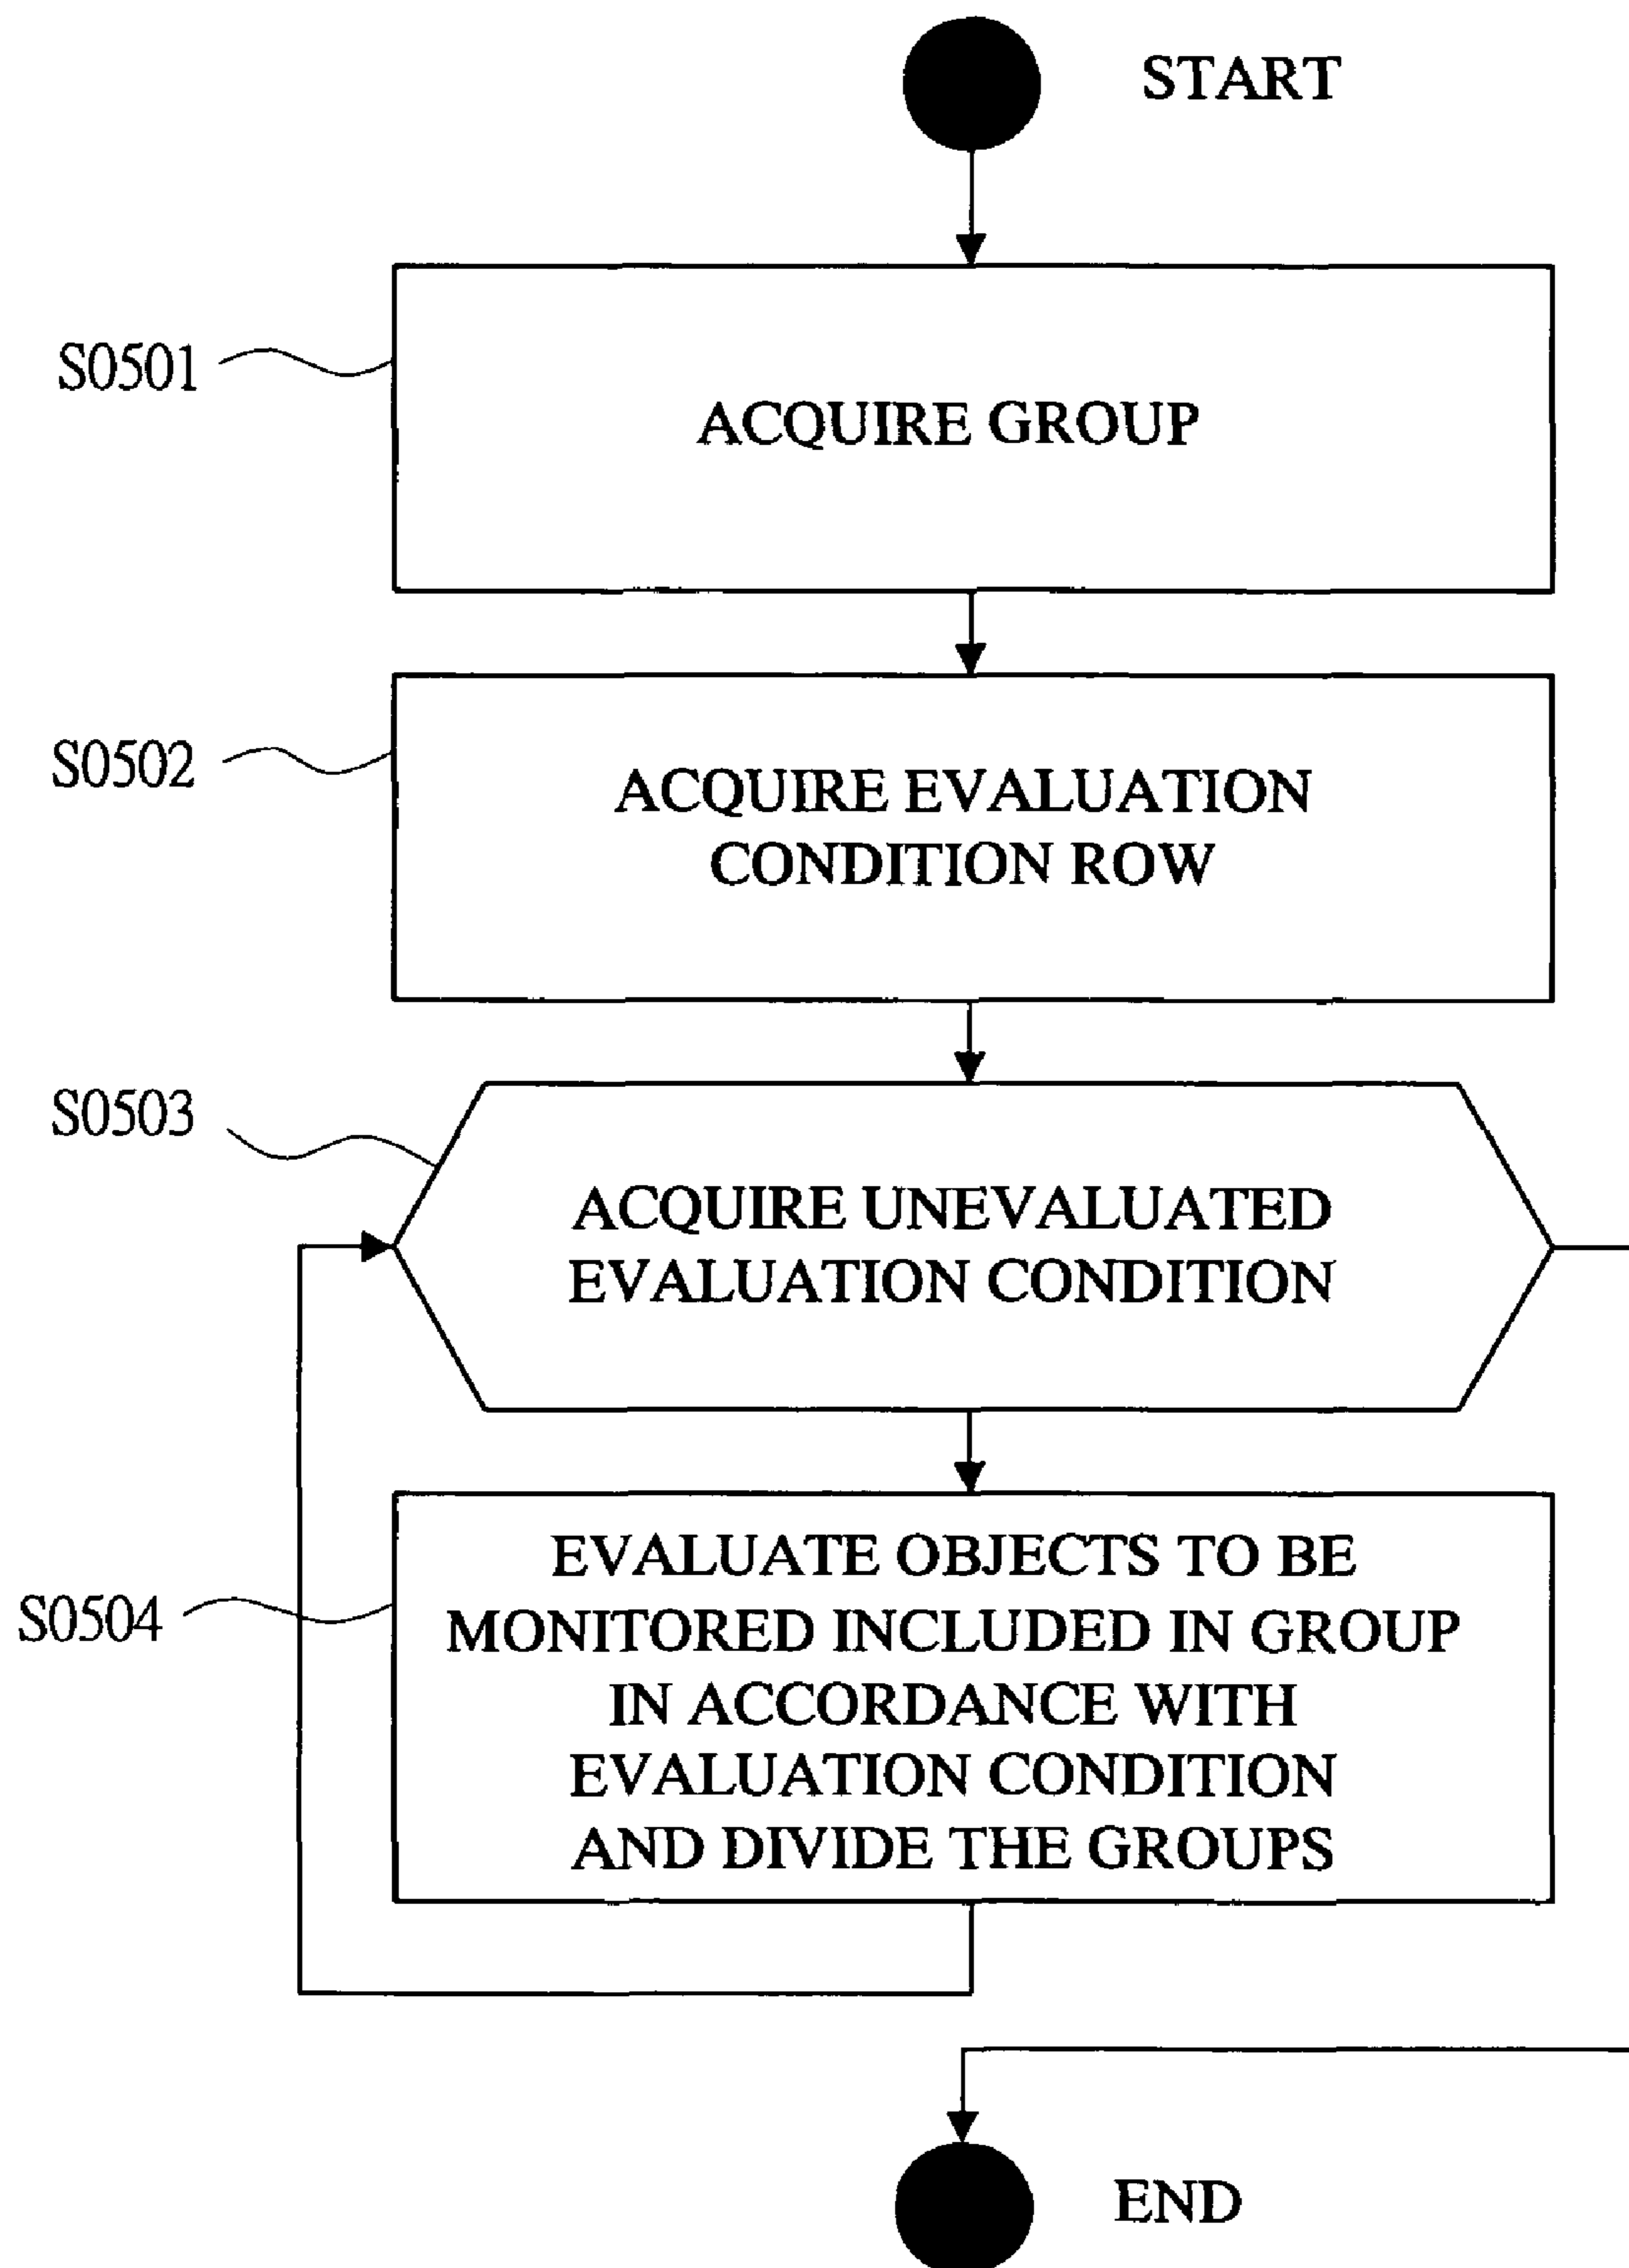 START
S0501
ACQUIRE GROUP
S0502
ACQUIRE EVALUATION
CONDITION ROW
S0503
ACQUIRE UNEVALUATED
EVALUATION CONDITION
S0504
EVALUATE OBJECTS TO BE
MONITORED INCLUDED IN GROUP
IN ACCORDANCE WITH
EVALUATION CONDITION
AND DIVIDE THE GROUPS
END